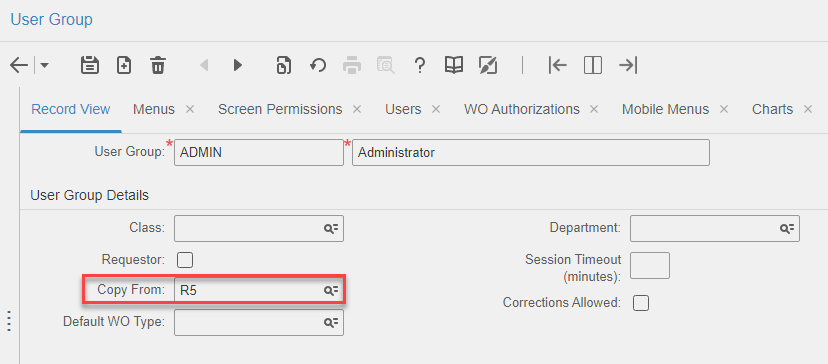 User Group
Record View Menus Screen Permissions Users WO Authorizations Mobile Menus Charts
User Group:* ADMIN * Administrator
User Group Details
Class: Department:
Requestor: Session Timeout
(minutes):
Copy From: R5 Corrections Allowed:
Default WO Type: